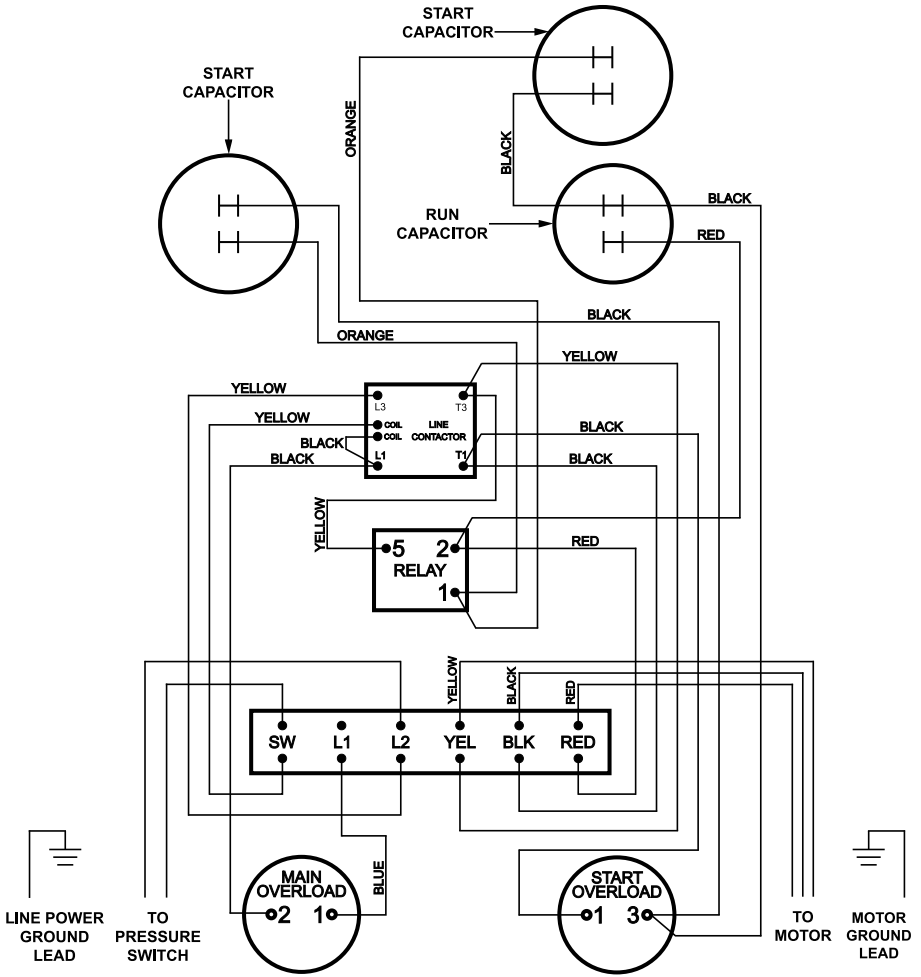 START
CAPACITOR
START
CAPACITOR
ORANGE
BLACK
RUN
CAPACITOR
BLACK
RED
BLACK
ORANGE
YELLOW
YELLOW
YELLOW
BLACK
BLACK
L3
COIL
COIL
L1
LINE
CONTACTOR
T3
T1
BLACK
BLACK
YELLOW
5
2
RELAY
1
RED
YELLOW
BLACK
RED
SW
L1
L2
YEL
BLK
RED
MAIN
OVERLOAD
2
1
BLUE
START
OVERLOAD
1
3
LINE POWER
GROUND
LEAD
TO
PRESSURE
SWITCH
TO
MOTOR
MOTOR
GROUND
LEAD